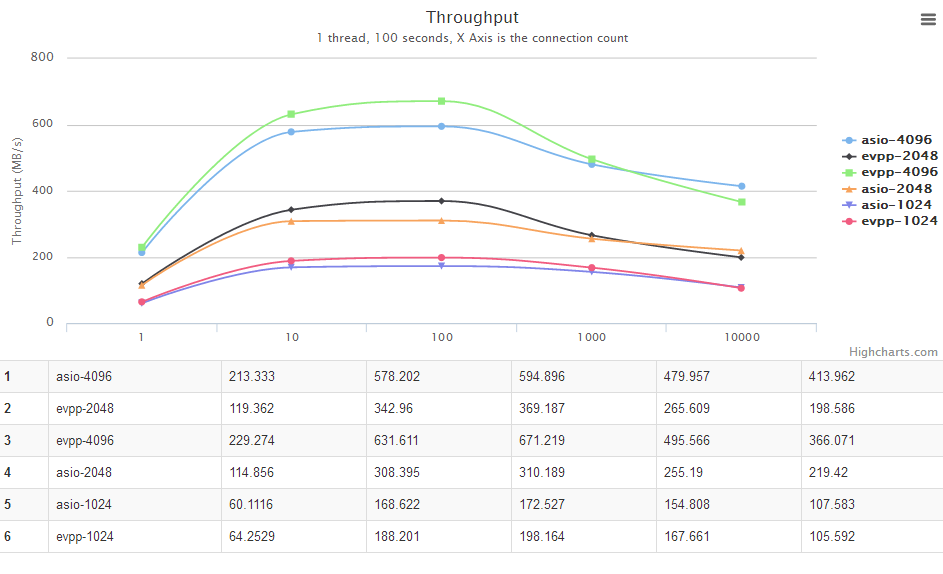 Throughput
1 thread, 100 seconds, X Axis is the connection count
Throughput (MB/s)
800
600
400
200
0
1 10 100 1000 10000
asio-4096
evpp-2048
evpp-4096
asio-2048
asio-1024
evpp-1024
Highcharts.com
1 asio-4096 213.333 578.202 594.896 479.957 413.962
2 evpp-2048 119.362 342.96 369.187 265.609 198.586
3 evpp-4096 229.274 631.611 671.219 495.566 366.071
4 asio-2048 114.856 308.395 310.189 255.19 219.42
5 asio-1024 60.1116 168.622 172.527 154.808 107.583
6 evpp-1024 64.2529 188.201 198.164 167.661 105.592